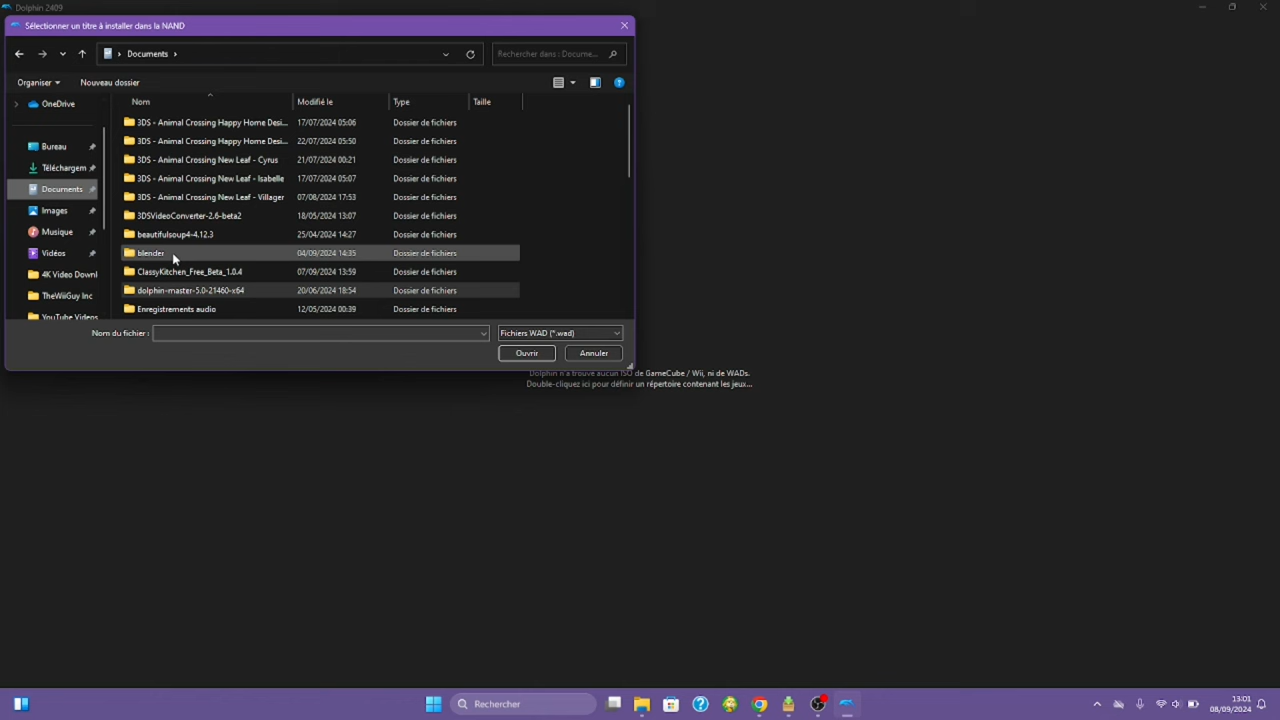 Dolphin 2409
Sélectionner un titre à installer dans la NAND
Documents
Rechercher dans : Docume...
Organiser
Nouveau dossier
Nom Modifié le Type Taille
OneDrive
Bureau
Téléchargem
Documents
Images
Musique
Vidéos
4K Video Downl
TheWiiGuy Inc
YouTube Videos
3DS - Animal Crossing Happy Home Desi... 17/07/2024 05:06 Dossier de fichiers
3DS - Animal Crossing Happy Home Desi... 22/07/2024 05:50 Dossier de fichiers
3DS - Animal Crossing New Leaf - Cyrus 21/07/2024 00:21 Dossier de fichiers
3DS - Animal Crossing New Leaf - Isabelle 17/07/2024 05:07 Dossier de fichiers
3DS - Animal Crossing New Leaf - Villager 07/08/2024 17:53 Dossier de fichiers
3DSVideoConverter-2.6-beta2 18/05/2024 13:07 Dossier de fichiers
beautifulsoup4-4.12.3 25/04/2024 14:27 Dossier de fichiers
blender 04/09/2024 14:35 Dossier de fichiers
ClassyKitchen_Free_Beta_1.0.4 07/09/2024 13:59 Dossier de fichiers
dolphin-master-5.0-21460-x64 20/06/2024 18:54 Dossier de fichiers
Enregistrements audio 12/05/2024 00:39 Dossier de fichiers
Nom du fichier :
Fichiers WAD (*.wad)
Ouvrir
Annuler
Dolphin n'a trouvé aucun ISO de GameCube / Wii, ni de WADs.
Double-cliquez ici pour définir un répertoire contenant les jeux...
Rechercher
13:01
08/09/2024